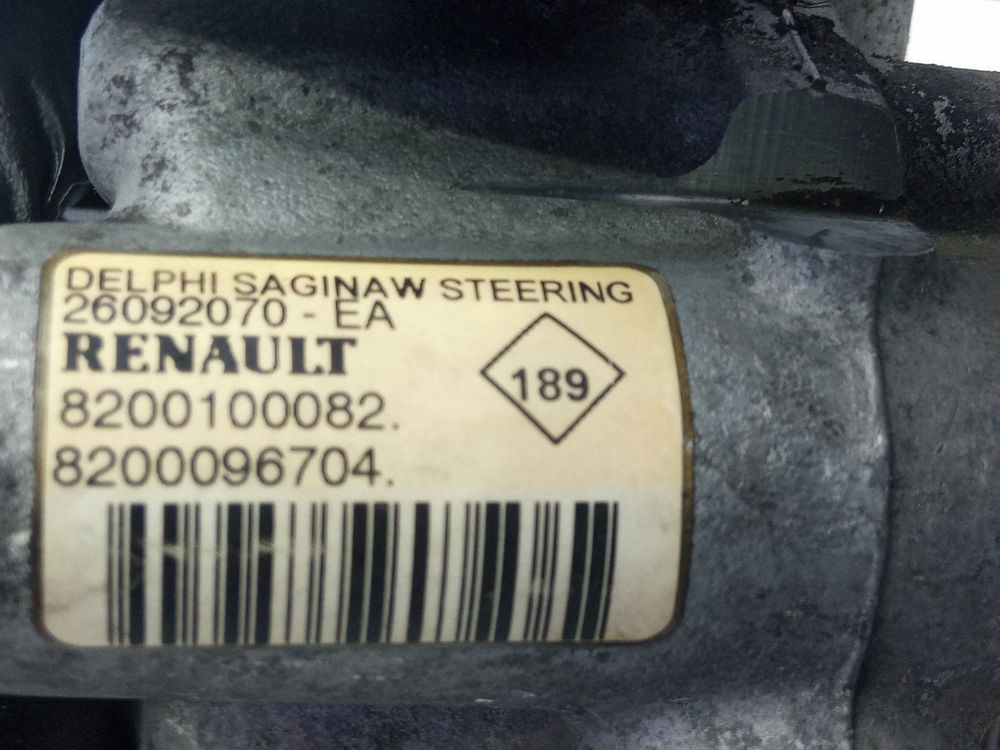 DELPHI SAGINAW STEERING
26092070 - EA
RENAULT
189
8200100082.
8200096704.